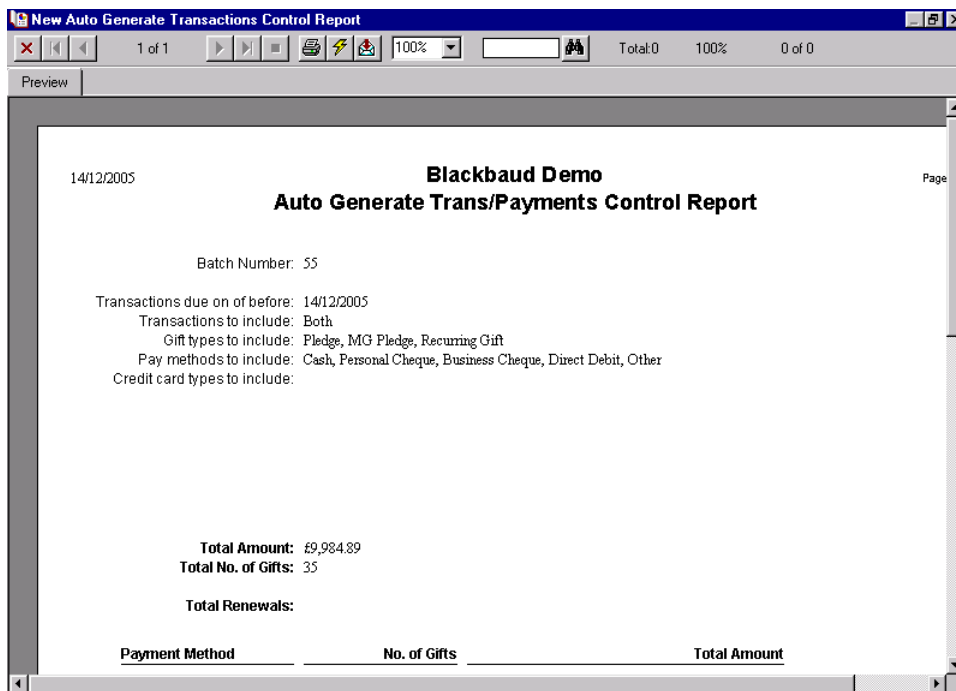 New Auto Generate Transactions Control Report
1 of 1 100% Total:0 100% 0 of 0
Preview
14/12/2005
Blackbaud Demo
Page
Auto Generate Trans/Payments Control Report
Batch Number: 55
Transactions due on of before: 14/12/2005
Transactions to include: Both
Gift types to include: Pledge, MG Pledge, Recurring Gift
Pay methods to include: Cash, Personal Cheque, Business Cheque, Direct Debit, Other
Credit card types to include:
Total Amount: £9,984.89
Total No. of Gifts: 35
Total Renewals:
Payment Method No. of Gifts Total Amount